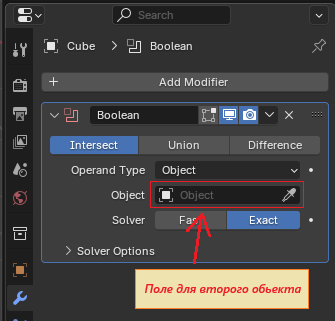 Search
Cube > Boolean
+ Add Modifier
Boolean
Intersect Union Difference
Operand Type Object
Object Object
Solver Fas Exact
> Solver Options
Поле для второго обьекта